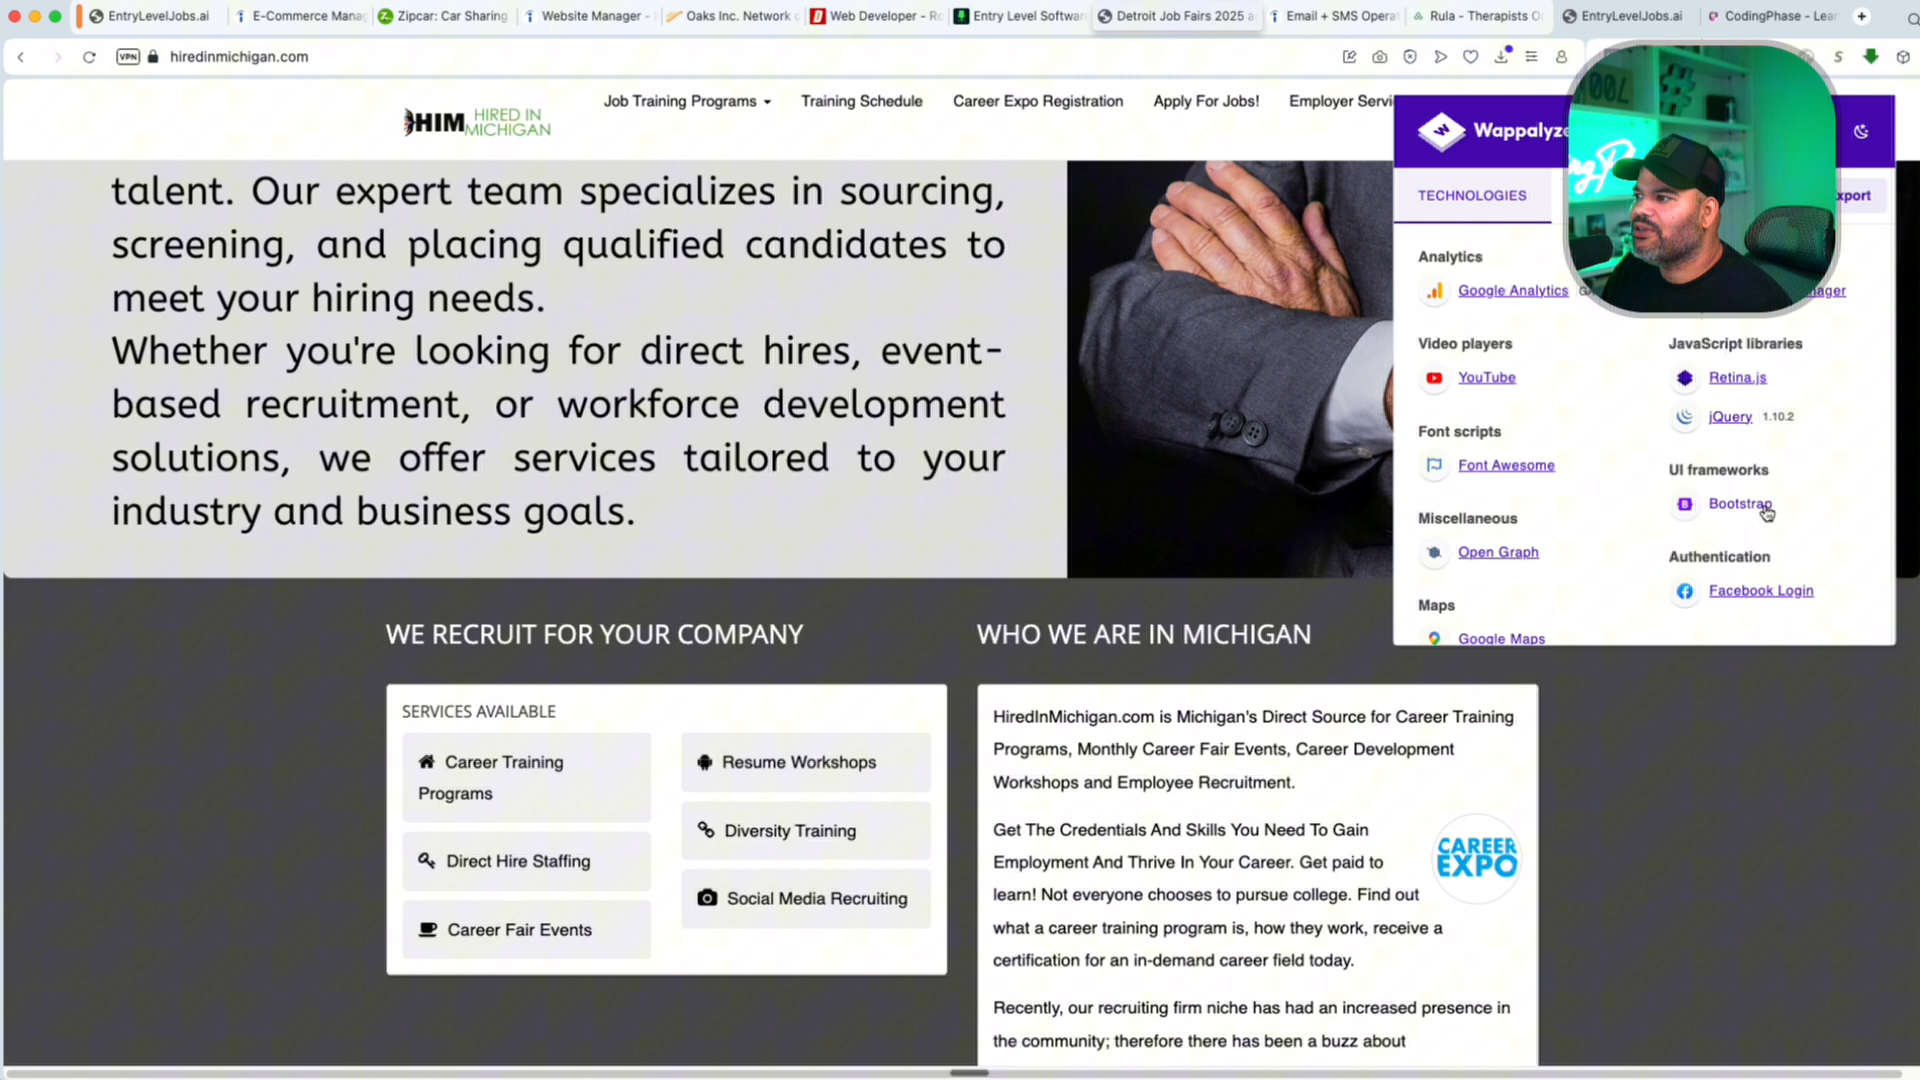 EntryLevelJobs.ai
E-Commerce Mana
Zipcar: Car Sharing
Website Manager -
Oaks Inc. Network
Web Developer - Ro
Entry Level Softwar
Detroit Job Fairs 2025 a
Email + SMS Opera
Rula - Therapists O
EntryLevelJobs.ai
CodingPhase - Lear
VPN
hiredinmichigan.com
HIM HIRED IN
MICHIGAN
Job Training Programs
Training Schedule
Career Expo Registration
Apply For Jobs!
Employer Servi
talent. Our expert team specializes in sourcing,
screening, and placing qualified candidates to
meet your hiring needs.
Whether you're looking for direct hires, event-
based recruitment, or workforce development
solutions, we offer services tailored to your
industry and business goals.
Wappalyze
TECHNOLOGIES
xport
Analytics
Google Analytics
nager
Video players
YouTube
Font scripts
Font Awesome
Miscellaneous
Open Graph
Maps
Google Maps
JavaScript libraries
Retina.js
jQuery 1.10.2
UI frameworks
Bootstrap
Authentication
Facebook Login
WE RECRUIT FOR YOUR COMPANY
SERVICES AVAILABLE
Career Training
Programs
Direct Hire Staffing
Career Fair Events
Resume Workshops
Diversity Training
Social Media Recruiting
WHO WE ARE IN MICHIGAN
HiredInMichigan.com is Michigan's Direct Source for Career Training
Programs, Monthly Career Fair Events, Career Development
Workshops and Employee Recruitment.
Get The Credentials And Skills You Need To Gain
Employment And Thrive In Your Career. Get paid to
learn! Not everyone chooses to pursue college. Find out
what a career training program is, how they work, receive a
certification for an in-demand career field today.
CAREER
EXPO
Recently, our recruiting firm niche has had an increased presence in
the community; therefore there has been a buzz about